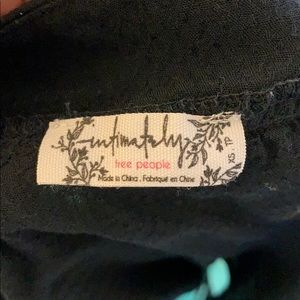 intimately
free people
Made in China . Fabriqué en Chine
XS . TP